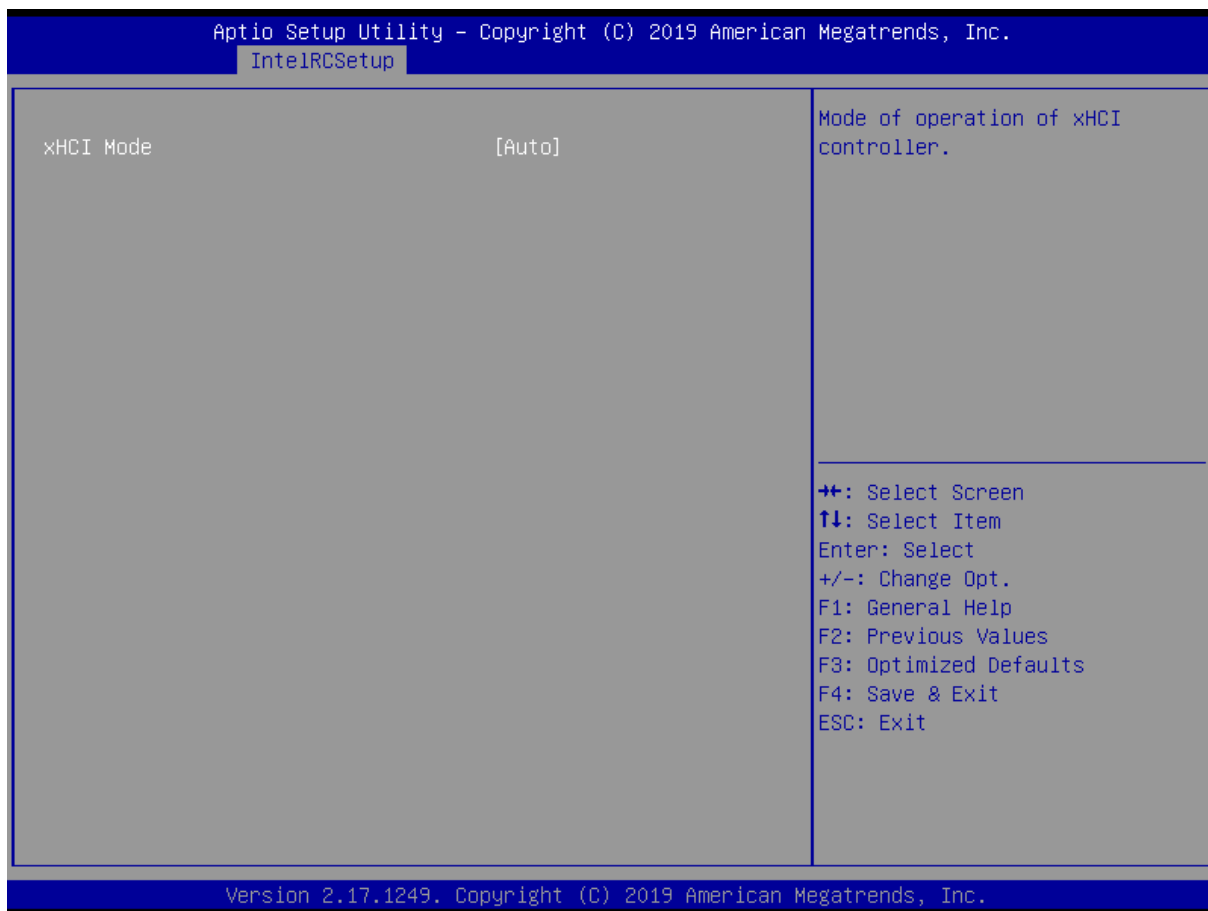 Aptio Setup Utility – Copyright (C) 2019 American Megatrends, Inc.
IntelRCSetup
xHCI Mode [Auto]
Mode of operation of xHCI
controller.
→←: Select Screen
↑↓: Select Item
Enter: Select
+/-: Change Opt.
F1: General Help
F2: Previous Values
F3: Optimized Defaults
F4: Save & Exit
ESC: Exit
Version 2.17.1249. Copyright (C) 2019 American Megatrends, Inc.